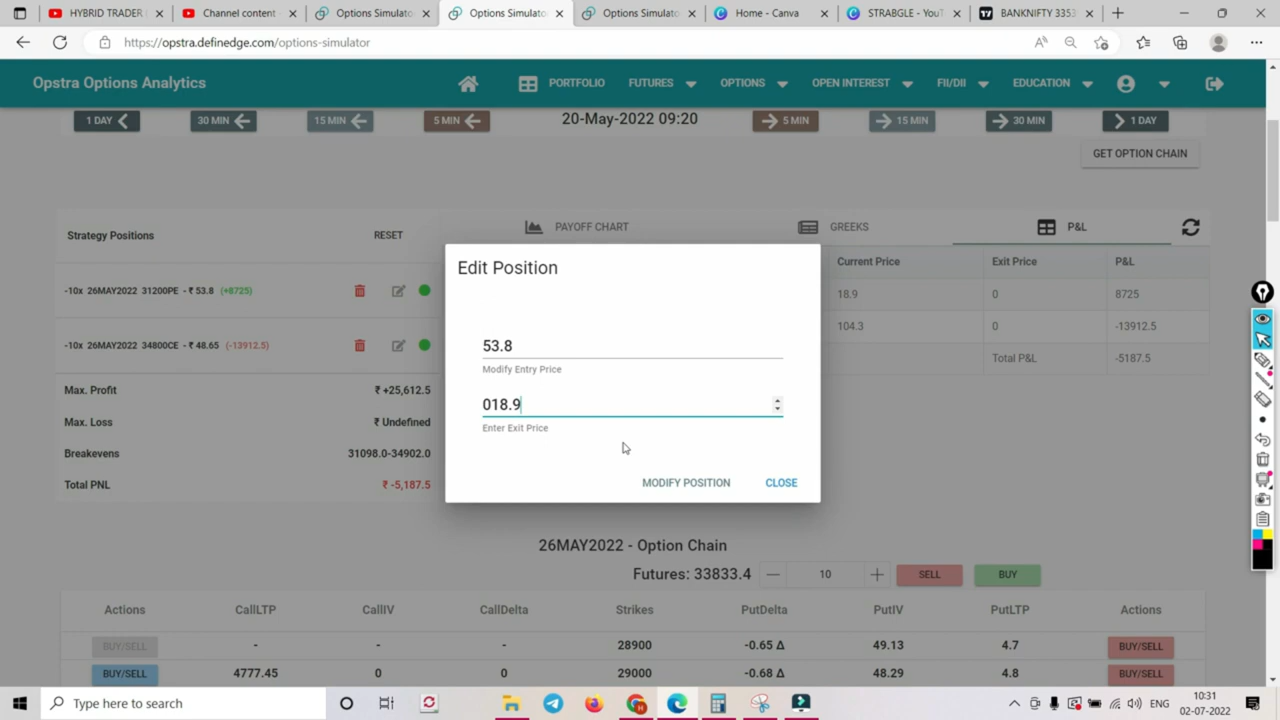 HYBRID TRADER (
Channel content
Options Simulato
Options Simulato
Options Simulato
Home - Canva
STRABGLE - YouT
BANKNIFTY 3353
https://opstra.definedge.com/options-simulator
Opstra Options Analytics
PORTFOLIO
FUTURES
OPTIONS
OPEN INTEREST
FII/DII
EDUCATION
1 DAY
30 MIN
15 MIN
5 MIN
20-May-2022 09:20
5 MIN
15 MIN
30 MIN
1 DAY
GET OPTION CHAIN
Strategy Positions
RESET
PAYOFF CHART
GREEKS
P&L
Current Price
Exit Price
P&L
-10x 26MAY2022 31200PE - ₹ 53.8 (+8725)
18.9
0
8725
-10x 26MAY2022 34800CE - ₹ 48.65 (-13912.5)
104.3
0
-13912.5
Total P&L
-5187.5
Max. Profit
₹ +25,612.5
Max. Loss
₹ Undefined
Breakevens
31098.0-34902.0
Total PNL
₹ -5,187.5
Edit Position
53.8
Modify Entry Price
018.9
Enter Exit Price
MODIFY POSITION
CLOSE
26MAY2022 - Option Chain
Futures: 33833.4
10
SELL
BUY
Actions
CallLTP
CallIV
CallDelta
Strikes
PutDelta
PutIV
PutLTP
Actions
BUY/SELL
-
-
-
28900
-0.65 Δ
49.13
4.7
BUY/SELL
BUY/SELL
4777.45
0
0
29000
-0.68 Δ
48.29
4.8
BUY/SELL
Type here to search
ENG
10:31
02-07-2022